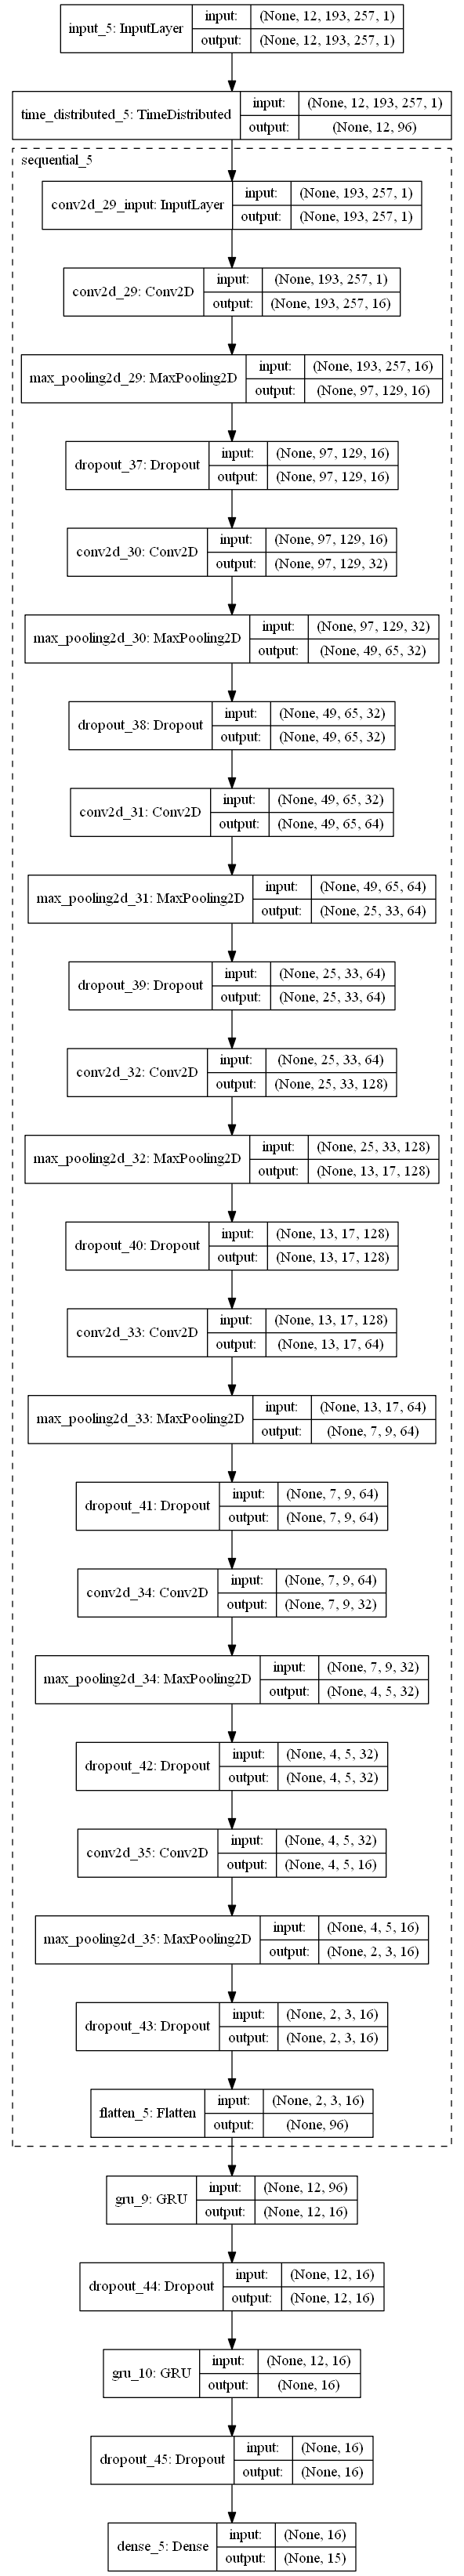 input_5: InputLayer
input: (None, 12, 193, 257, 1)
output: (None, 12, 193, 257, 1)
time_distributed_5: TimeDistributed
input: (None, 12, 193, 257, 1)
output: (None, 12, 96)
sequential_5
conv2d_29_input: InputLayer
input: (None, 193, 257, 1)
output: (None, 193, 257, 1)
conv2d_29: Conv2D
input: (None, 193, 257, 1)
output: (None, 193, 257, 16)
max_pooling2d_29: MaxPooling2D
input: (None, 193, 257, 16)
output: (None, 97, 129, 16)
dropout_37: Dropout
input: (None, 97, 129, 16)
output: (None, 97, 129, 16)
conv2d_30: Conv2D
input: (None, 97, 129, 16)
output: (None, 97, 129, 32)
max_pooling2d_30: MaxPooling2D
input: (None, 97, 129, 32)
output: (None, 49, 65, 32)
dropout_38: Dropout
input: (None, 49, 65, 32)
output: (None, 49, 65, 32)
conv2d_31: Conv2D
input: (None, 49, 65, 32)
output: (None, 49, 65, 64)
max_pooling2d_31: MaxPooling2D
input: (None, 49, 65, 64)
output: (None, 25, 33, 64)
dropout_39: Dropout
input: (None, 25, 33, 64)
output: (None, 25, 33, 64)
conv2d_32: Conv2D
input: (None, 25, 33, 64)
output: (None, 25, 33, 128)
max_pooling2d_32: MaxPooling2D
input: (None, 25, 33, 128)
output: (None, 13, 17, 128)
dropout_40: Dropout
input: (None, 13, 17, 128)
output: (None, 13, 17, 128)
conv2d_33: Conv2D
input: (None, 13, 17, 128)
output: (None, 13, 17, 64)
max_pooling2d_33: MaxPooling2D
input: (None, 13, 17, 64)
output: (None, 7, 9, 64)
dropout_41: Dropout
input: (None, 7, 9, 64)
output: (None, 7, 9, 64)
conv2d_34: Conv2D
input: (None, 7, 9, 64)
output: (None, 7, 9, 32)
max_pooling2d_34: MaxPooling2D
input: (None, 7, 9, 32)
output: (None, 4, 5, 32)
dropout_42: Dropout
input: (None, 4, 5, 32)
output: (None, 4, 5, 32)
conv2d_35: Conv2D
input: (None, 4, 5, 32)
output: (None, 4, 5, 16)
max_pooling2d_35: MaxPooling2D
input: (None, 4, 5, 16)
output: (None, 2, 3, 16)
dropout_43: Dropout
input: (None, 2, 3, 16)
output: (None, 2, 3, 16)
flatten_5: Flatten
input: (None, 2, 3, 16)
output: (None, 96)
gru_9: GRU
input: (None, 12, 96)
output: (None, 12, 16)
dropout_44: Dropout
input: (None, 12, 16)
output: (None, 12, 16)
gru_10: GRU
input: (None, 12, 16)
output: (None, 16)
dropout_45: Dropout
input: (None, 16)
output: (None, 16)
dense_5: Dense
input: (None, 16)
output: (None, 15)